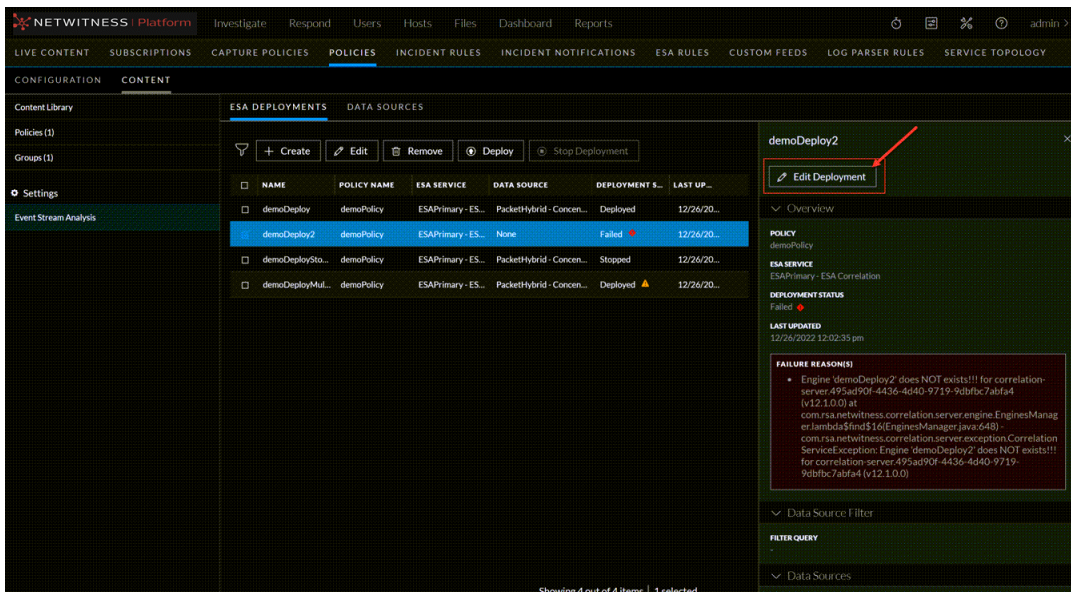 NETWITNESS Platform Investigate Respond Users Hosts Files Dashboard Reports admin >
LIVE CONTENT SUBSCRIPTIONS CAPTURE POLICIES POLICIES INCIDENT RULES INCIDENT NOTIFICATIONS ESA RULES CUSTOM FEEDS LOG PARSER RULES SERVICE TOPOLOGY
CONFIGURATION CONTENT
Content Library
Policies (1)
Groups (1)
Settings
Event Stream Analysis
ESA DEPLOYMENTS DATA SOURCES
+ Create Edit Remove Deploy Stop Deployment
NAME POLICY NAME ESA SERVICE DATA SOURCE DEPLOYMENT S... LAST UP...
demoDeploy demoPolicy ESAPrimary - ES... PacketHybrid - Concen... Deployed 12/26/20...
demoDeploy2 demoPolicy ESAPrimary - ES... None Failed 12/26/20...
demoDeploySto... demoPolicy ESAPrimary - ES... PacketHybrid - Concen... Stopped 12/26/20...
demoDeployMul... demoPolicy ESAPrimary - ES... PacketHybrid - Concen... Deployed 12/26/20...
Showing 4 out of 4 items | 1 selected
demoDeploy2
Edit Deployment
Overview
POLICY
demoPolicy
ESA SERVICE
ESAPrimary - ESA Correlation
DEPLOYMENT STATUS
Failed
LAST UPDATED
12/26/2022 12:02:35 pm
FAILURE REASON(S)
• Engine 'demoDeploy2' does NOT exists!!! for correlation-
server.495ad90f-4436-4d40-9719-9dbfbc7abfa4
(v12.1.0.0) at
com.rsa.netwitness.correlation.server.engine.EnginesManag
er.lambda$find$16(EnginesManager.java:648) -
com.rsa.netwitness.correlation.server.exception.Correlation
ServiceException: Engine 'demoDeploy2' does NOT exists!!!
for correlation-server.495ad90f-4436-4d40-9719-
9dbfbc7abfa4 (v12.1.0.0)
Data Source Filter
FILTER QUERY
-
Data Sources